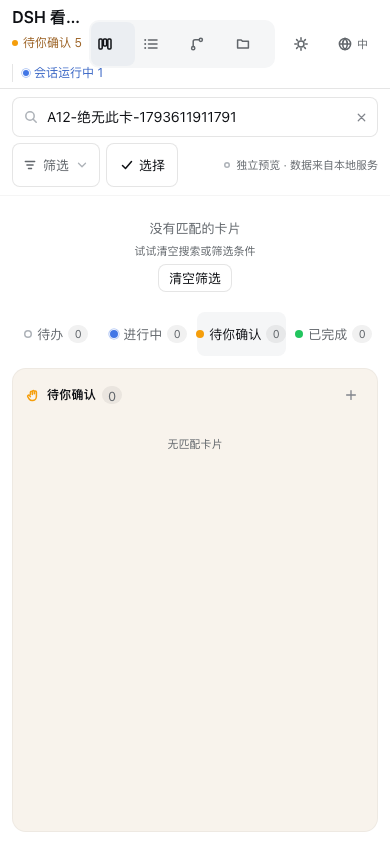 DSH 看...
待你确认 5
会话运行中 1
中
A12-绝无此卡-1793611911791
筛选
选择
独立预览 · 数据来自本地服务
没有匹配的卡片
试试清空搜索或筛选条件
清空筛选
待办 0
进行中 0
待你确认 0
已完成 0
待你确认 0
无匹配卡片